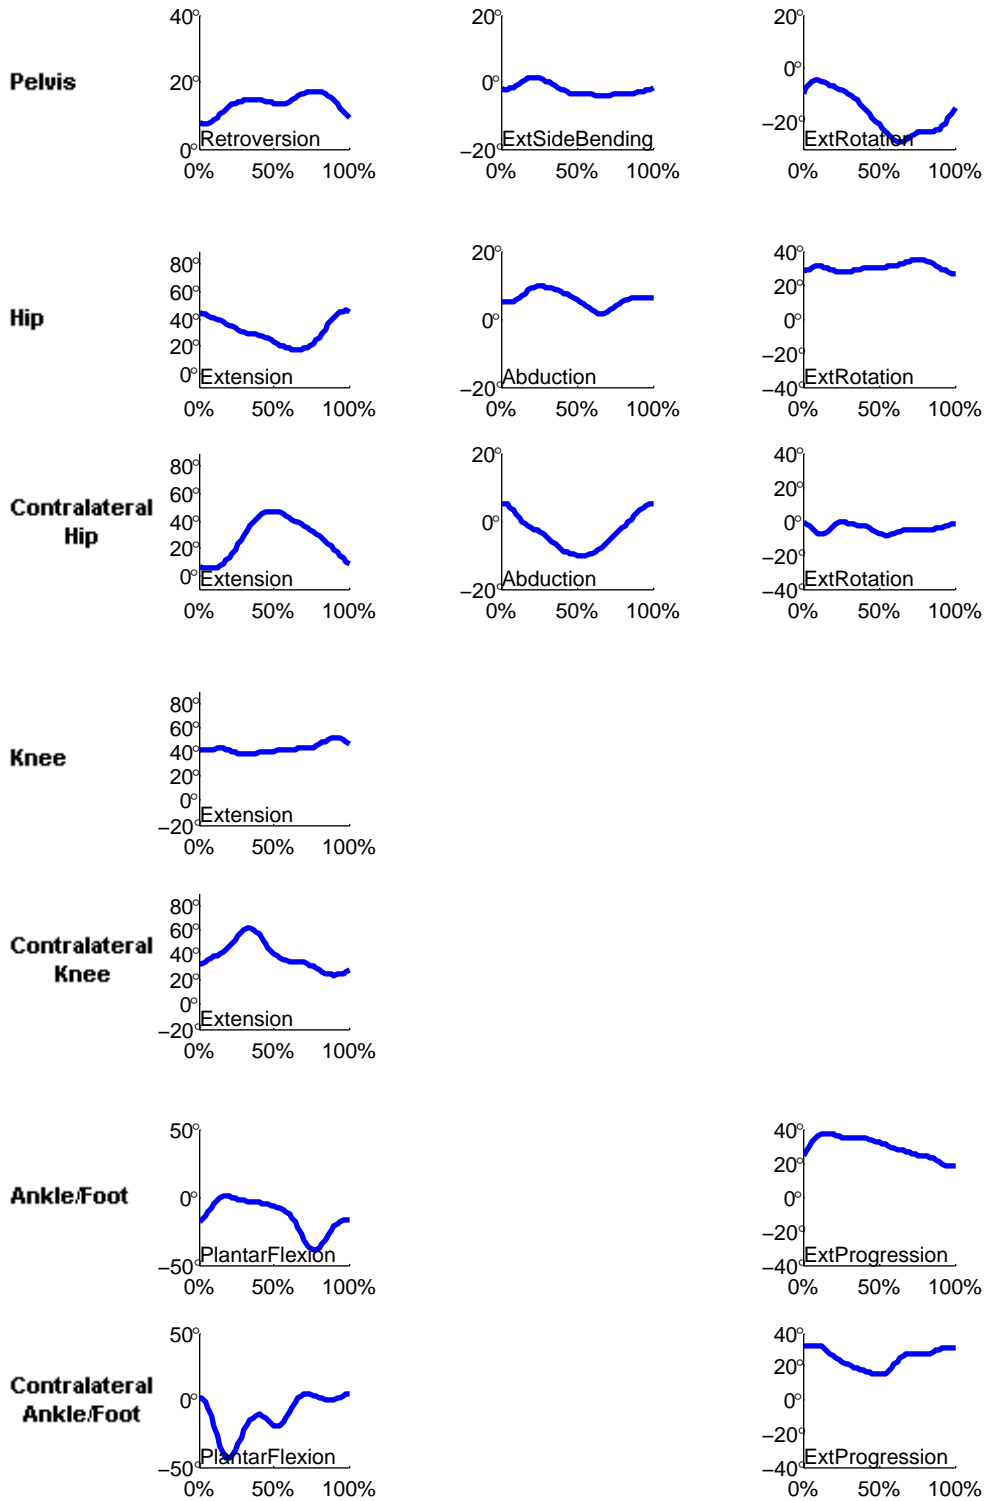 40° 20° 20°
Pelvis 20° 0° 0°
–20°
0° Retroversion –20° ExtSideBending ExtRotation
0% 50% 100% 0% 50% 100% 0% 50% 100%
80° 20° 40°
60° 20°
Hip 40° 0° 0°
20° –20°
0° Extension –20° Abduction –40° ExtRotation
0% 50% 100% 0% 50% 100% 0% 50% 100%
80° 20° 40°
60° 20°
Contralateral 40° 0° 0°
Hip 20° –20°
0° Extension –20° Abduction –40° ExtRotation
0% 50% 100% 0% 50% 100% 0% 50% 100%
80°
60°
Knee 40°
20°
0° Extension
–20°
0% 50% 100%
80°
60°
Contralateral 40°
Knee 20°
0° Extension
–20°
0% 50% 100%
50° 40°
20°
Ankle/Foot 0° 0°
–20°
–50° PlantarFlexion –40° ExtProgression
0% 50% 100% 0% 50% 100%
50° 40°
20°
Contralateral 0° 0°
Ankle/Foot –20°
–50° PlantarFlexion –40° ExtProgression
0% 50% 100% 0% 50% 100%